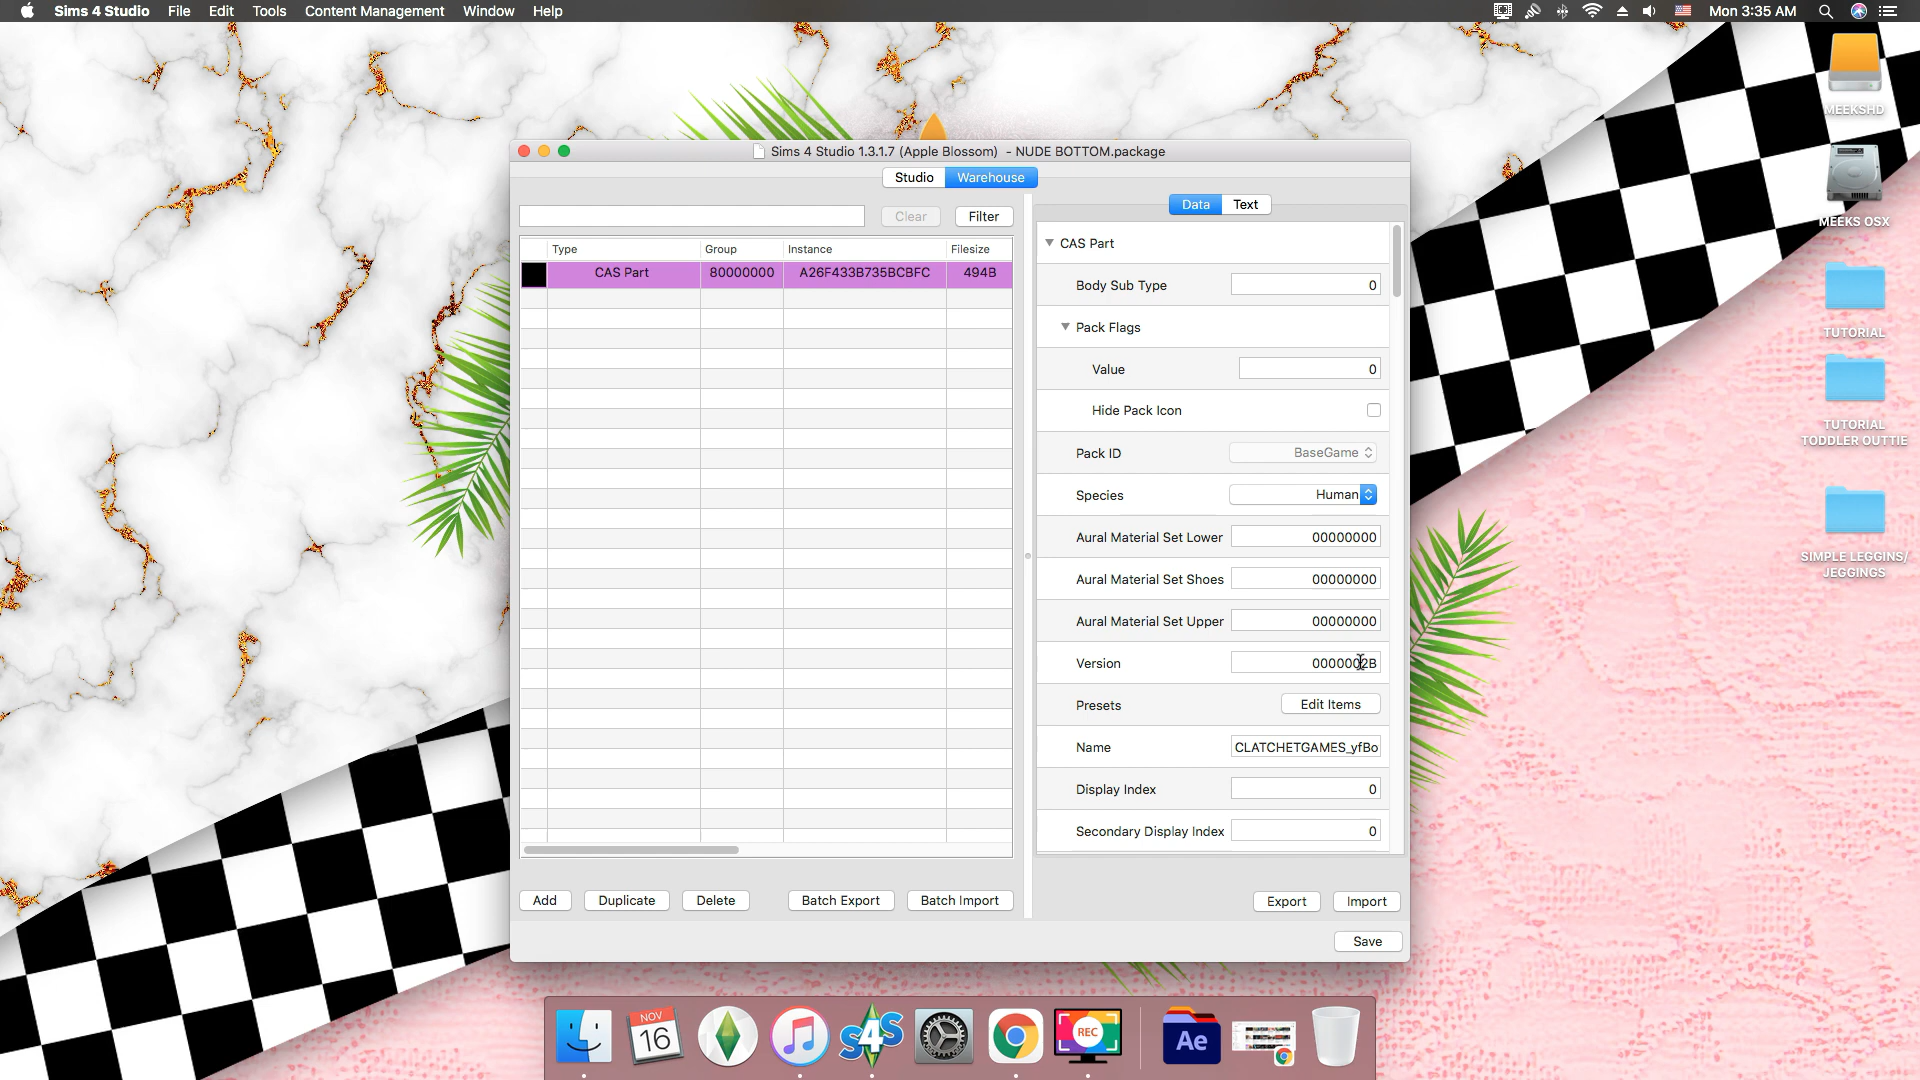 Sims 4 Studio File Edit Tools Content Management Window Help Mon 3:35 AM
MEEKSHD
MEEKS OSX
TUTORIAL
TUTORIAL
TODDLER OUTTIE
SIMPLE LEGGINS/
JEGGINGS
Sims 4 Studio 1.3.1.7 (Apple Blossom) - NUDE BOTTOM.package
Studio Warehouse
Clear Filter
Type Group Instance Filesize
CAS Part 80000000 A26F433B735BCBFC 494B
Add Duplicate Delete Batch Export Batch Import
Data Text
CAS Part
Body Sub Type 0
Pack Flags
Value 0
Hide Pack Icon
Pack ID BaseGame
Species Human
Aural Material Set Lower 00000000
Aural Material Set Shoes 00000000
Aural Material Set Upper 00000000
Version 0000002B
Presets Edit Items
Name CLATCHETGAMES_yfBo
Display Index 0
Secondary Display Index 0
Export Import
Save
NOV
16
S4S
REC
Ae